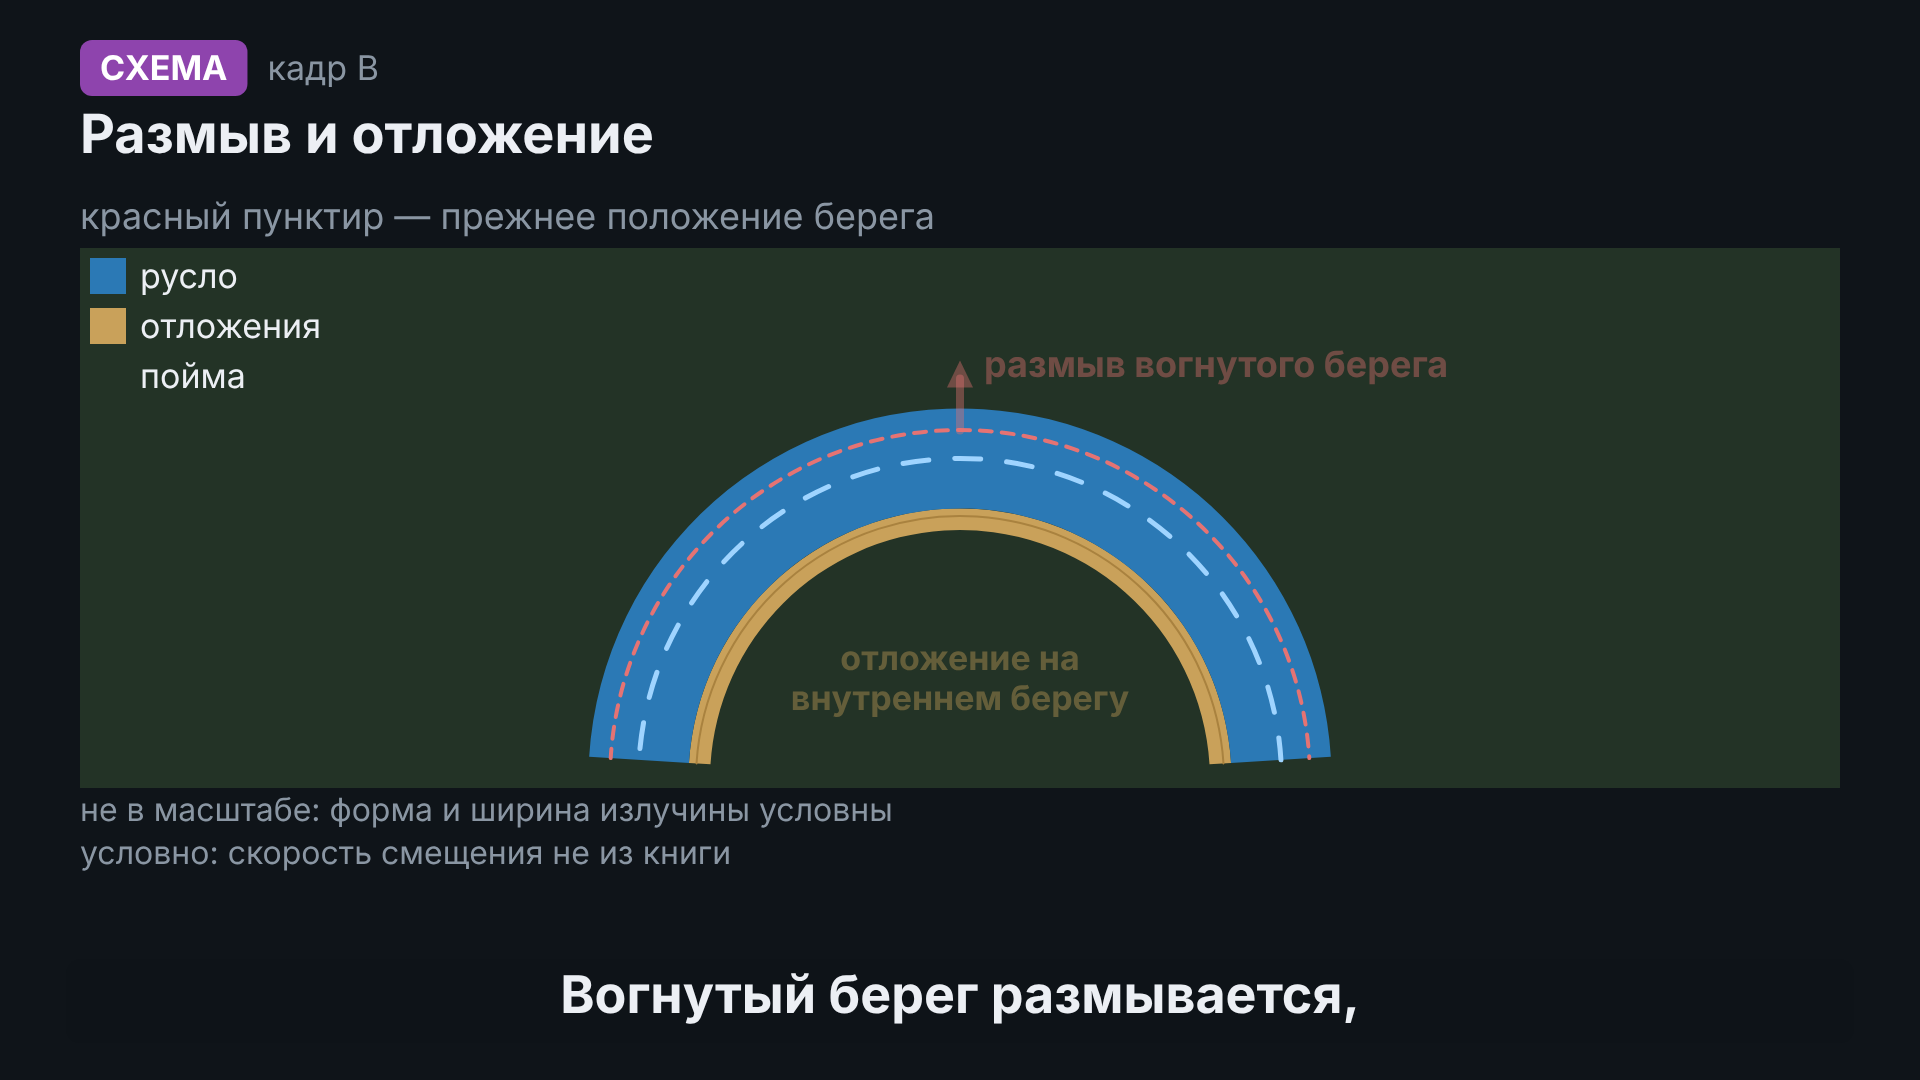 СХЕМА кадр B
Размыв и отложение
красный пунктир — прежнее положение берега
русло
отложения
пойма
размыв вогнутого берега
отложение на
внутреннем берегу
не в масштабе: форма и ширина излучины условны
условно: скорость смещения не из книги
Вогнутый берег размывается,